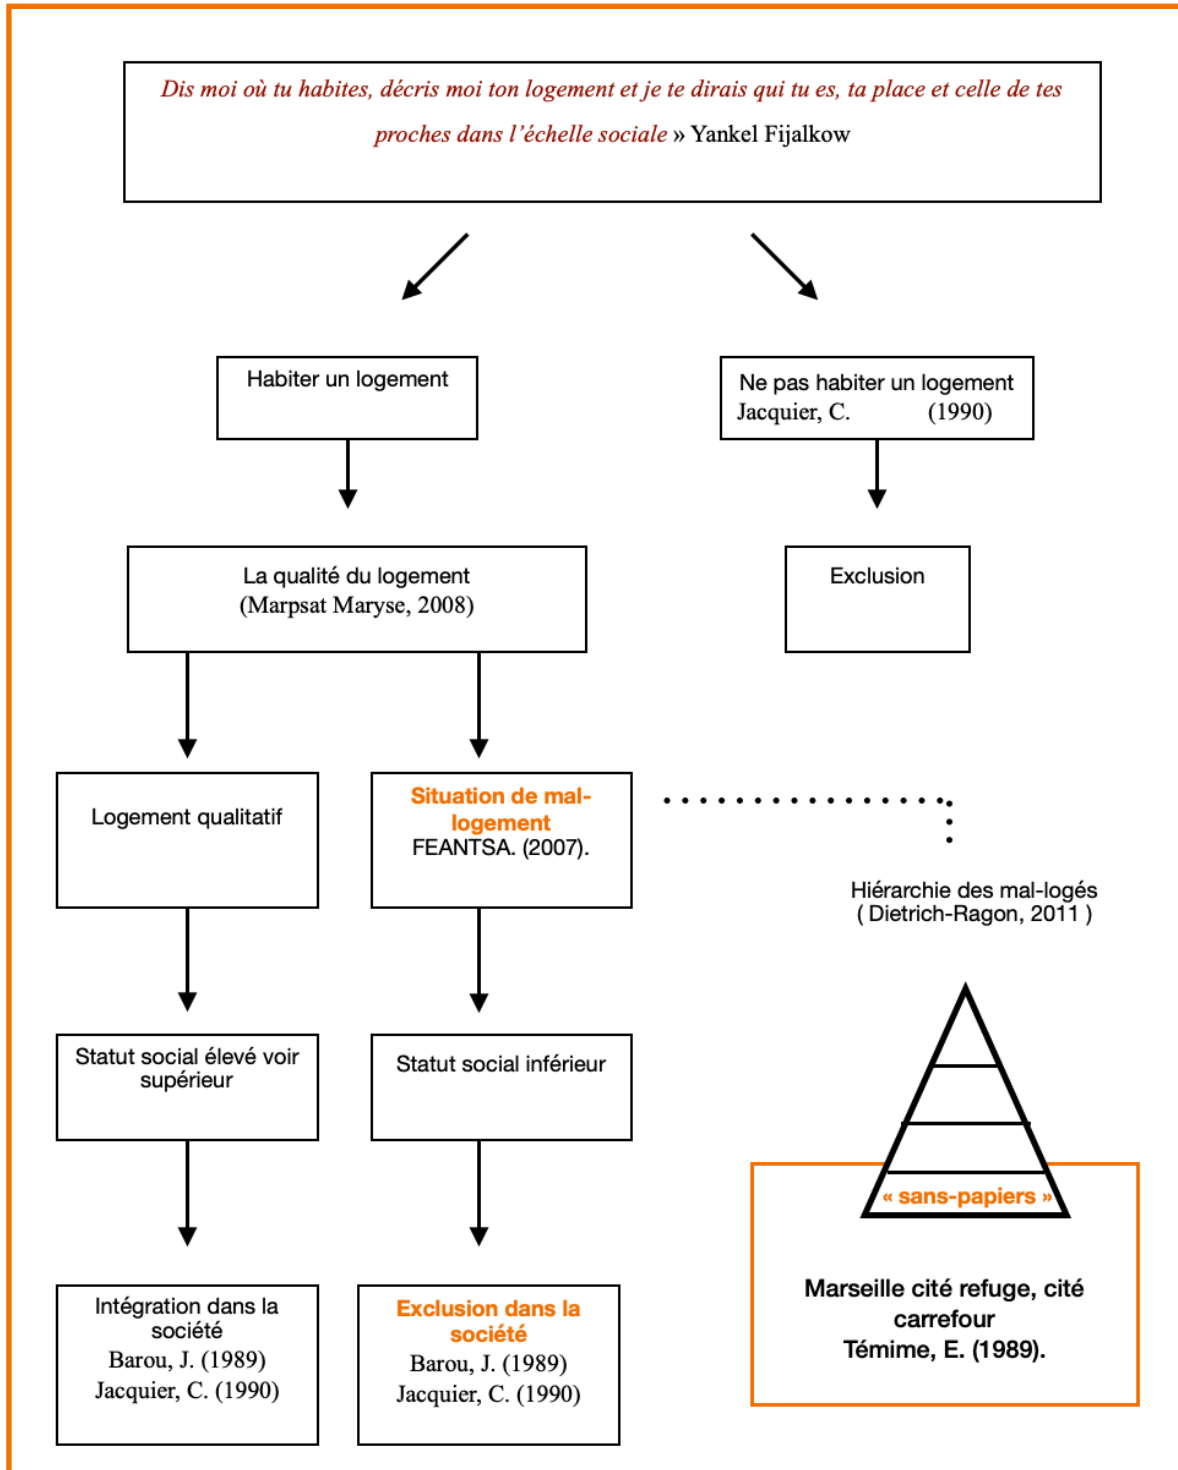 Dis moi où tu habites, décris moi ton logement et je te dirais qui tu es, ta place et celle de tes
proches dans l'échelle sociale » Yankel Fijalkow
Habiter un logement
Ne pas habiter un logement
Jacquier, C. (1990)
La qualité du logement
(Marpsat Maryse, 2008)
Exclusion
Logement qualitatif
Situation de mal-
logement
FEANTSA. (2007).
Hiérarchie des mal-logés
( Dietrich-Ragon, 2011 )
Statut social élevé voir
supérieur
Statut social inférieur
« sans-papiers »
Intégration dans la
société
Barou, J. (1989)
Jacquier, C. (1990)
Exclusion dans la
société
Barou, J. (1989)
Jacquier, C. (1990)
Marseille cité refuge, cité
carrefour
Témime, E. (1989).